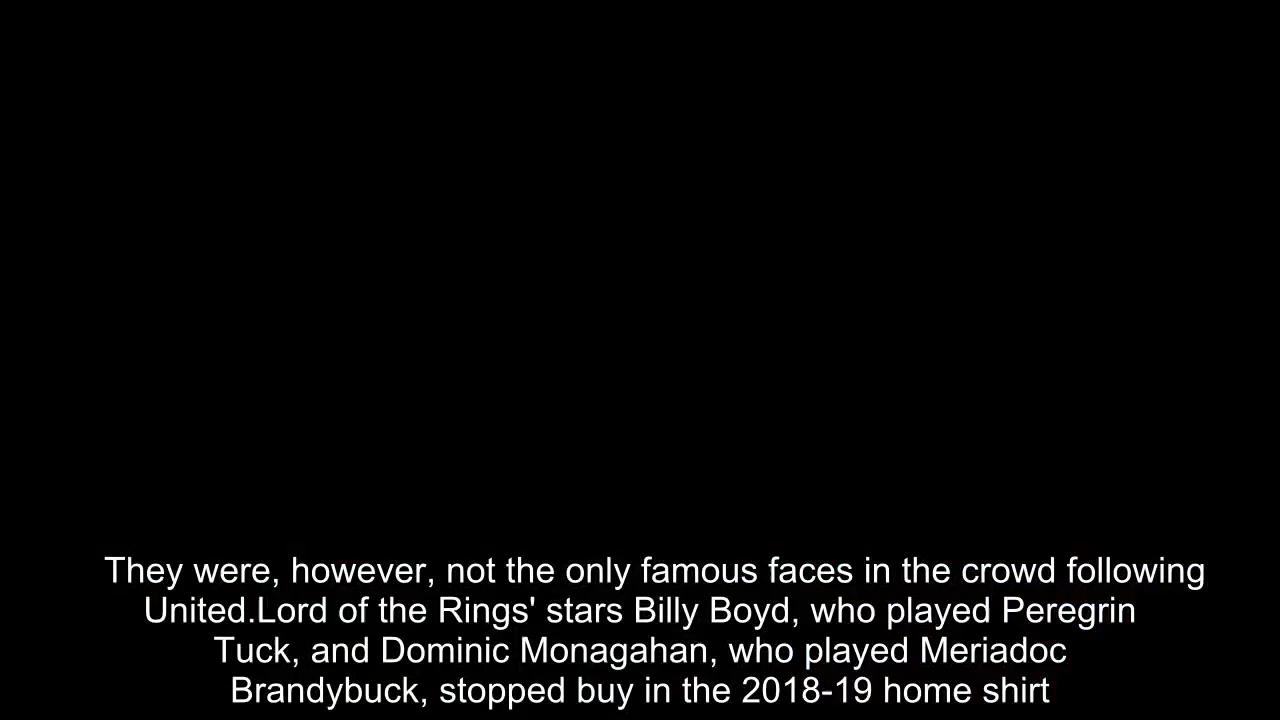 They were, however, not the only famous faces in the crowd following
United.Lord of the Rings' stars Billy Boyd, who played Peregrin
Tuck, and Dominic Monagahan, who played Meriadoc
Brandybuck, stopped buy in the 2018-19 home shirt